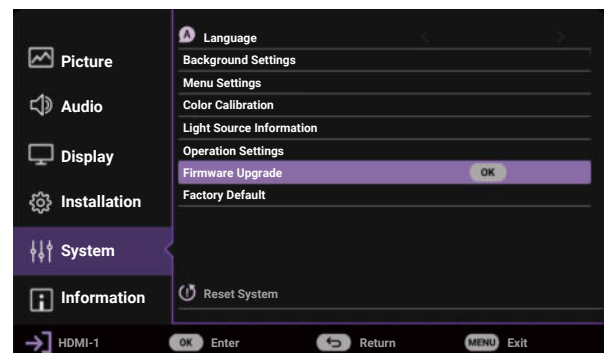 Picture
Audio
Display
Installation
System
Information
A Language
Background Settings
Menu Settings
Color Calibration
Light Source Information
Operation Settings
Firmware Upgrade OK
Factory Default
Reset System
HDMI-1 OK Enter Return MENU Exit